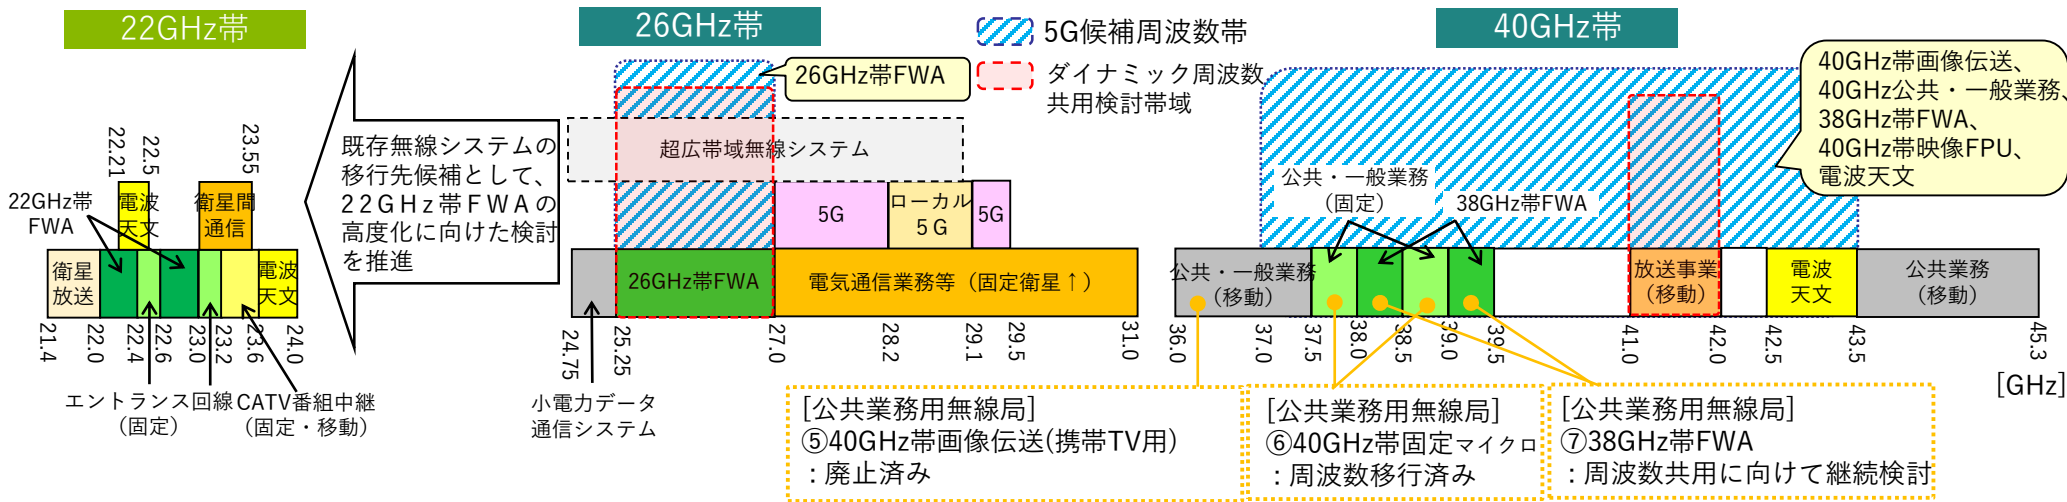 22GHz帯
26GHz帯
5G候補周波数帯
ダイナミック周波数
共用検討帯域
40GHz帯
26GHz帯FWA
40GHz帯画像伝送、
40GHz公共・一般業務、
38GHz帯FWA、
40GHz帯映像FPU、
電波天文
22.21
22.5
23.55
22GHz帯
FWA
電波
天文
衛星間
通信
衛星
放送
電波
天文
21.4
22.0
22.4
22.6
23.0
23.2
23.6
24.0
エントランス回線
(固定)
CATV番組中継
(固定・移動)
既存無線システムの
移行先候補として、
22GHz帯FWAの
高度化に向けた検討
を推進
超広帯域無線システム
5G
ローカル
5G
5G
26GHz帯FWA
電気通信業務等（固定衛星↑）
24.75
25.25
27.0
28.2
29.1
29.5
31.0
小電力データ
通信システム
公共・一般業務
(固定)
38GHz帯FWA
公共・一般業務
(移動)
放送事業
(移動)
電波
天文
公共業務
(移動)
36.0
37.0
37.5
38.0
38.5
39.0
39.5
41.0
42.0
42.5
43.5
45.3
[GHz]
[公共業務用無線局]
⑤40GHz帯画像伝送(携帯TV用)
：廃止済み
[公共業務用無線局]
⑥40GHz帯固定マイクロ
：周波数移行済み
[公共業務用無線局]
⑦38GHz帯FWA
：周波数共用に向けて継続検討